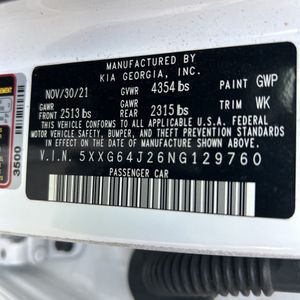 MANUFACTURED BY
KIA GEORGIA, INC.
NOV/30/21 GVWR 4354 lbs PAINT GWP
GAWR FRONT 2513 lbs GAWR REAR 2315 lbs TRIM WK
THIS VEHICLE CONFORMS TO ALL APPLICABLE U.S.A. FEDERAL
MOTOR VEHICLE SAFETY, BUMPER, AND THEFT PREVENTION STANDARDS
IN EFFECT ON THE DATE OF MANUFACTURE SHOWN ABOVE.
V.I.N. 5XXG64J26NG129760
PASSENGER CAR
3500